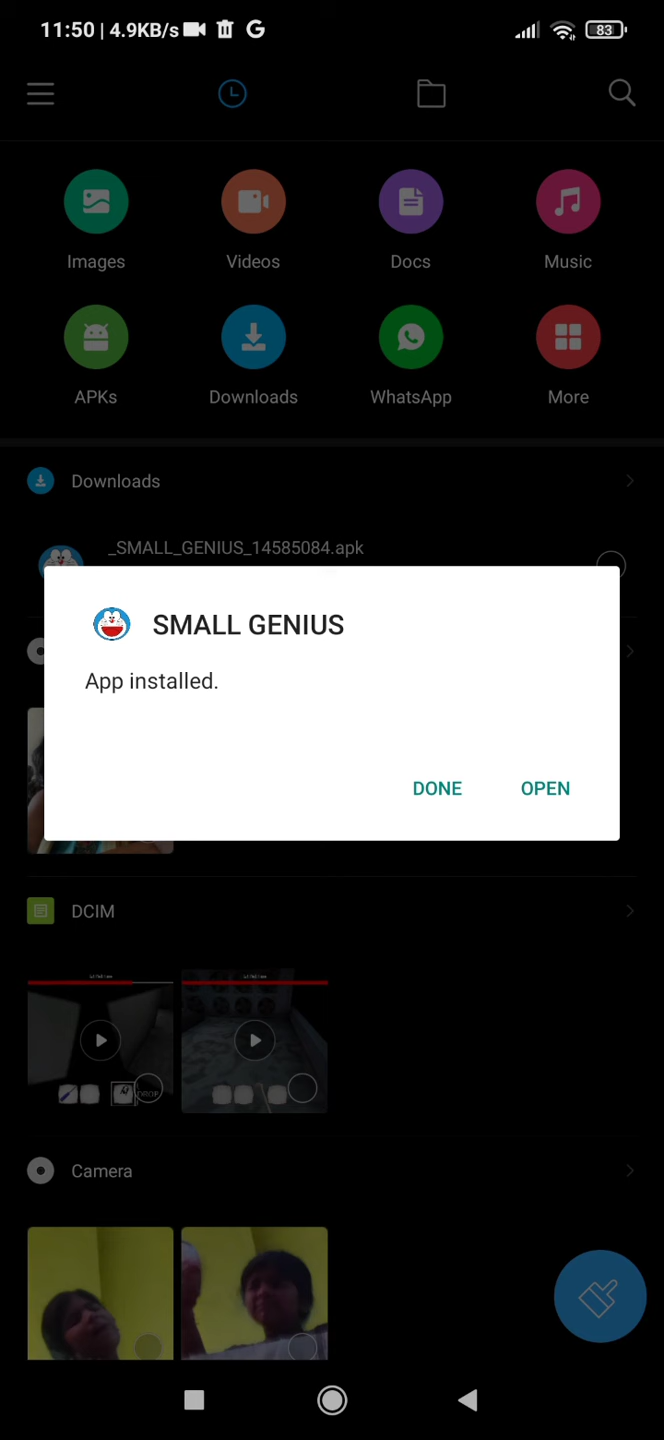 11:50 | 4.9KB/s
83
Images
Videos
Docs
Music
APKs
Downloads
WhatsApp
More
Downloads
_SMALL_GENIUS_14585084.apk
SMALL GENIUS
App installed.
DONE
OPEN
DCIM
DROP
Camera